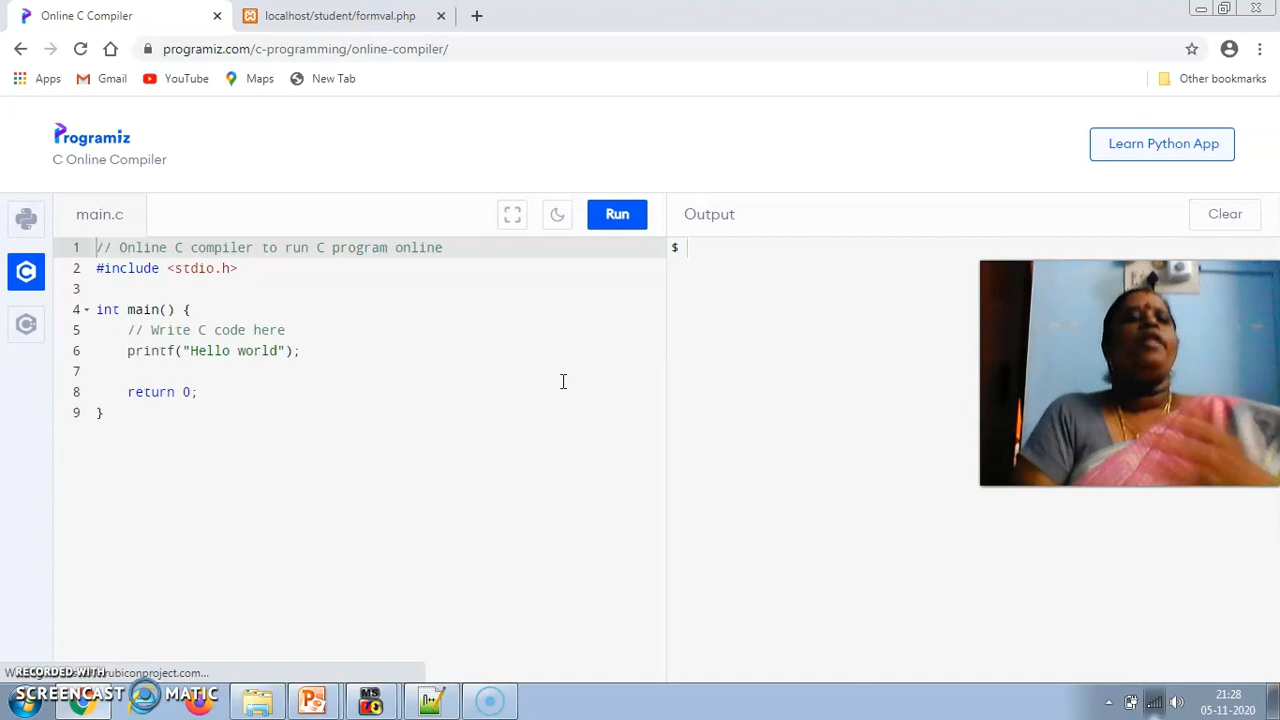 Online C Compiler
localhost/student/formval.php
programiz.com/c-programming/online-compiler/
Apps
Gmail
YouTube
Maps
New Tab
Other bookmarks
Programiz
C Online Compiler
Learn Python App
main.c
Run
Output
Clear
1 // Online C compiler to run C program online
2 #include <stdio.h>
3
4 int main() {
5 // Write C code here
6 printf("Hello world");
7
8 return 0;
9 }
$
RECORDED WITH
SCREENCAST MATIC
rubiconproject.com...
21:28
05-11-2020